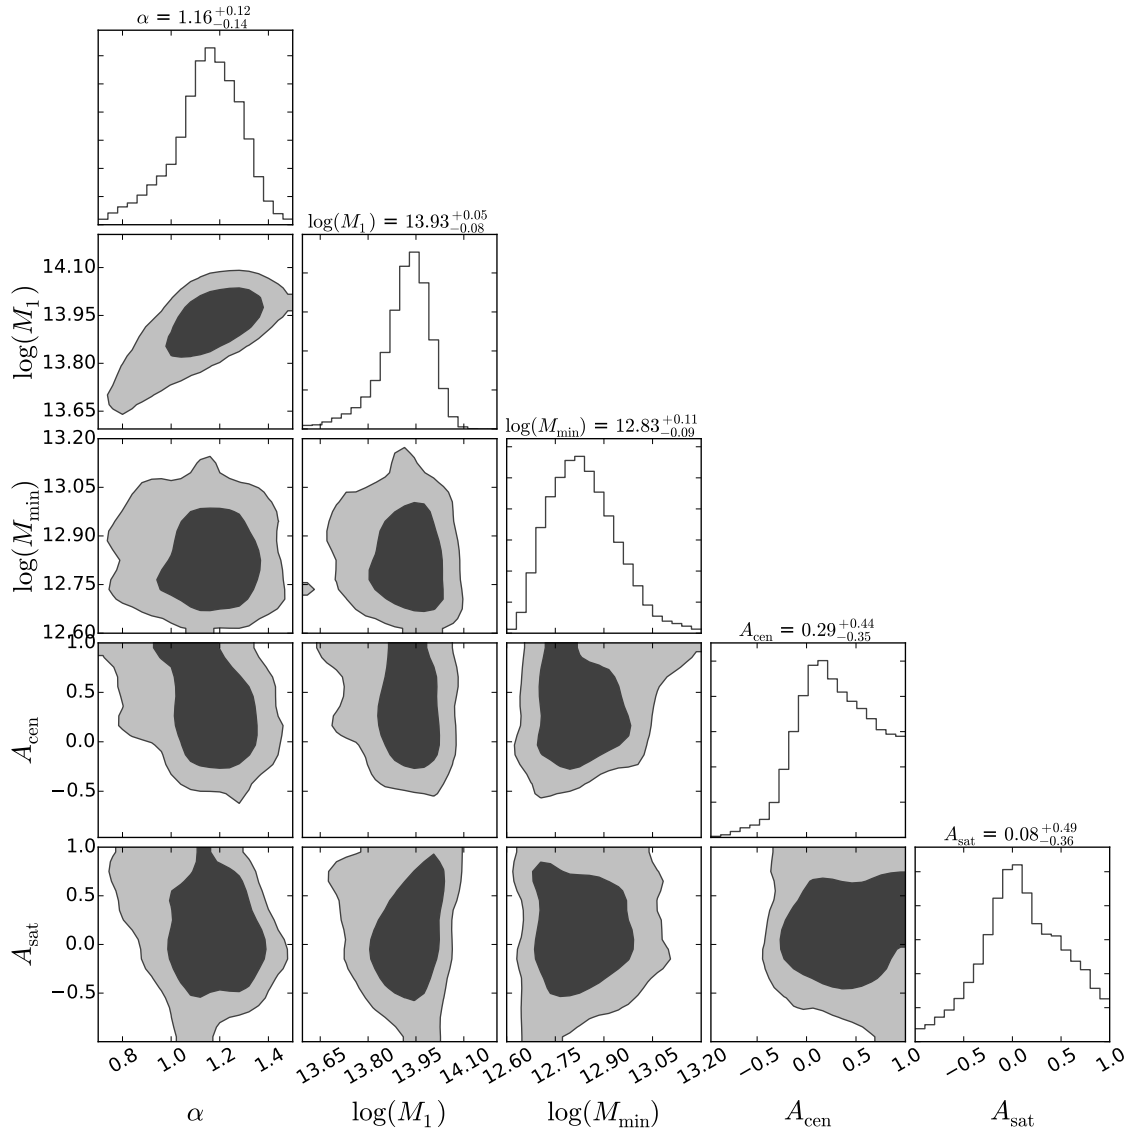 α = 1.16 +0.12 −0.14
log(M1) = 13.93 +0.05 −0.08
14.10
13.95
13.80
13.65
log(M1)
log(Mmin) = 12.83 +0.11 −0.09
13.20
13.05
12.90
12.75
12.60
log(Mmin)
Acen = 0.29 +0.44 −0.35
1.0
0.5
0.0
−0.5
Acen
Asat = 0.08 +0.49 −0.36
1.0
0.5
0.0
−0.5
Asat
0.8 1.0 1.2 1.4 13.65 13.80 13.95 14.10 12.60 12.75 12.90 13.05 13.20 −0.5 0.0 0.5 1.0 −0.5 0.0 0.5 1.0
α log(M1) log(Mmin) Acen Asat